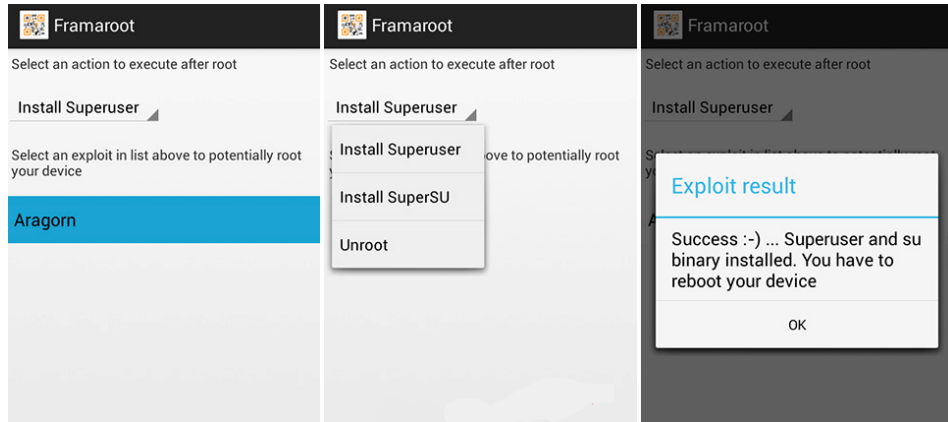 Framaroot
Select an action to execute after root
Install Superuser
Select an exploit in list above to potentially root
your device
Aragorn
Framaroot
Select an action to execute after root
Install Superuser
Install Superuser
ove to potentially root
Install SuperSU
Unroot
Framaroot
Select an action to execute after root
Install Superuser
Exploit result
Success :-) ... Superuser and su
binary installed. You have to
reboot your device
OK